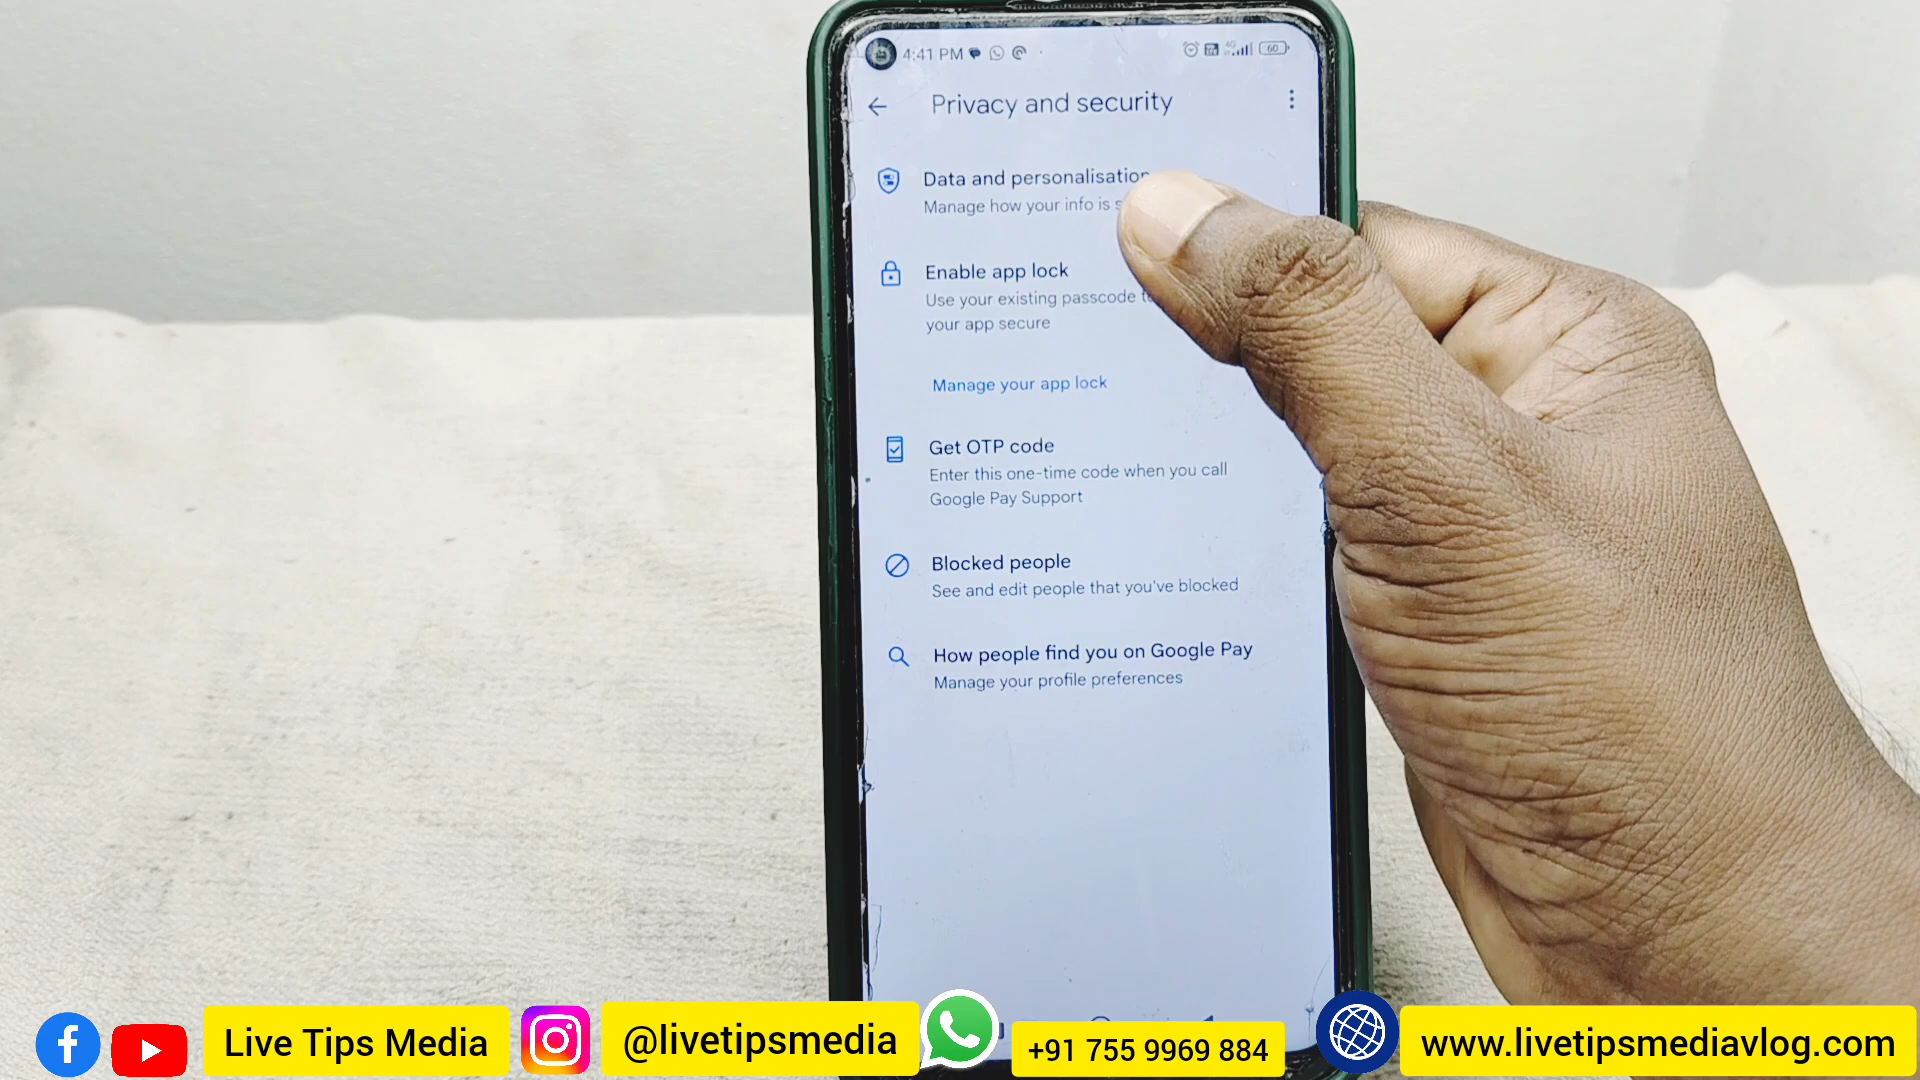 4:41 PM
4G
60
Privacy and security
Data and personalisation
Manage how your info is
Enable app lock
Use your existing passcode
your app secure
Manage your app lock
Get OTP code
Enter this one-time code when you call
Google Pay Support
Blocked people
See and edit people that you've blocked
How people find you on Google Pay
Manage your profile preferences
Live Tips Media
@livetipsmedia
+91 755 9969 884
www.livetipsmediavlog.com